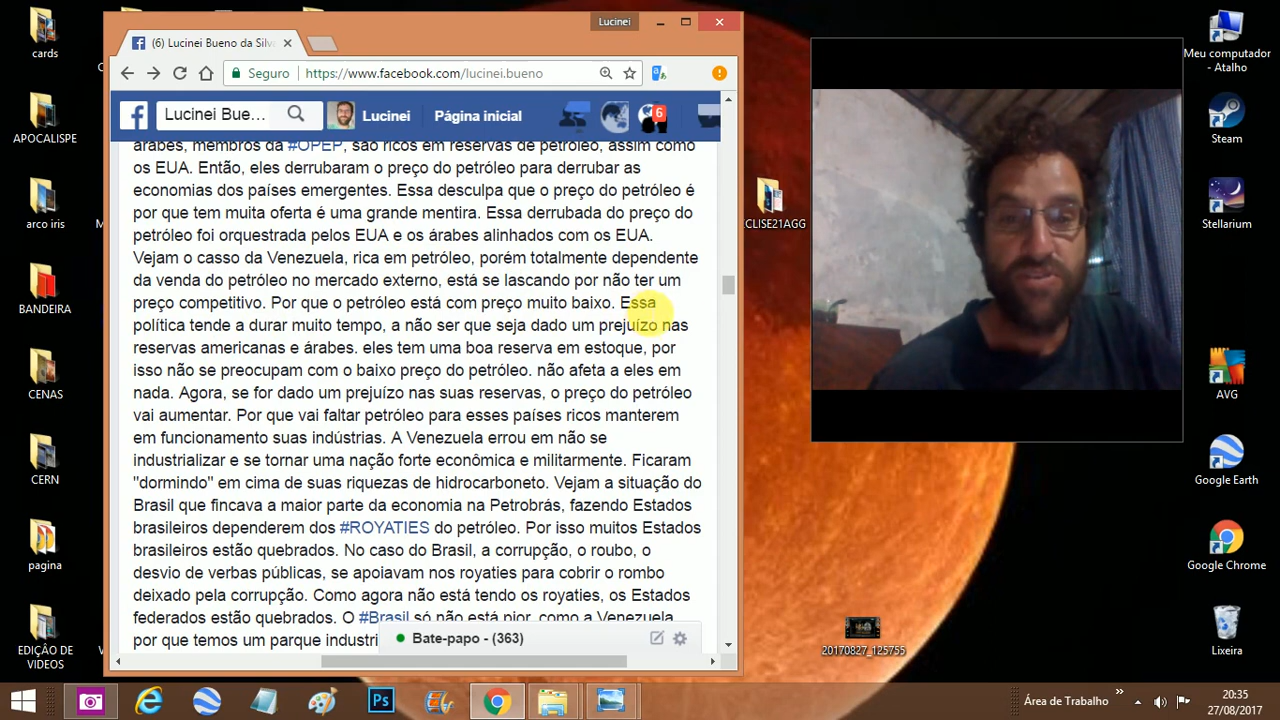 cards
APOCALISPE
arco iris
BANDEIRA
CENAS
CERN
pagina
EDIÇÃO DE
VIDEOS
Lucinei
(6) Lucinei Bueno da Silv
Seguro
https://www.facebook.com/lucinei.bueno
Lucinei Bue...
Lucinei
Página inicial
6
árabes, membros da #OPEP, são ricos em reservas de petróleo, assim como
os EUA. Então, eles derrubaram o preço do petróleo para derrubar as
economias dos países emergentes. Essa desculpa que o preço do petróleo é
por que tem muita oferta é uma grande mentira. Essa derrubada do preço do
petróleo foi orquestrada pelos EUA e os árabes alinhados com os EUA.
Vejam o casso da Venezuela, rica em petróleo, porém totalmente dependente
da venda do petróleo no mercado externo, está se lascando por não ter um
preço competitivo. Por que o petróleo está com preço muito baixo. Essa
política tende a durar muito tempo, a não ser que seja dado um prejuízo nas
reservas americanas e árabes. eles tem uma boa reserva em estoque, por
isso não se preocupam com o baixo preço do petróleo. não afeta a eles em
nada. Agora, se for dado um prejuízo nas suas reservas, o preço do petróleo
vai aumentar. Por que vai faltar petróleo para esses países ricos manterem
em funcionamento suas indústrias. A Venezuela errou em não se
industrializar e se tornar uma nação forte econômica e militarmente. Ficaram
"dormindo" em cima de suas riquezas de hidrocarboneto. Vejam a situação do
Brasil que fincava a maior parte da economia na Petrobrás, fazendo Estados
brasileiros dependerem dos #ROYATIES do petróleo. Por isso muitos Estados
brasileiros estão quebrados. No caso do Brasil, a corrupção, o roubo, o
desvio de verbas públicas, se apoiavam nos royaties para cobrir o rombo
deixado pela corrupção. Como agora não está tendo os royaties, os Estados
federados estão quebrados. O #Brasil só não está pior, como a Venezuela,
por que temos um parque industri
Bate-papo - (363)
ECLISE21AGG
20170827_125755
Meu computador
- Atalho
Steam
Stellarium
AVG
Google Earth
Google Chrome
Lixeira
Ps
Área de Trabalho
20:35
27/08/2017